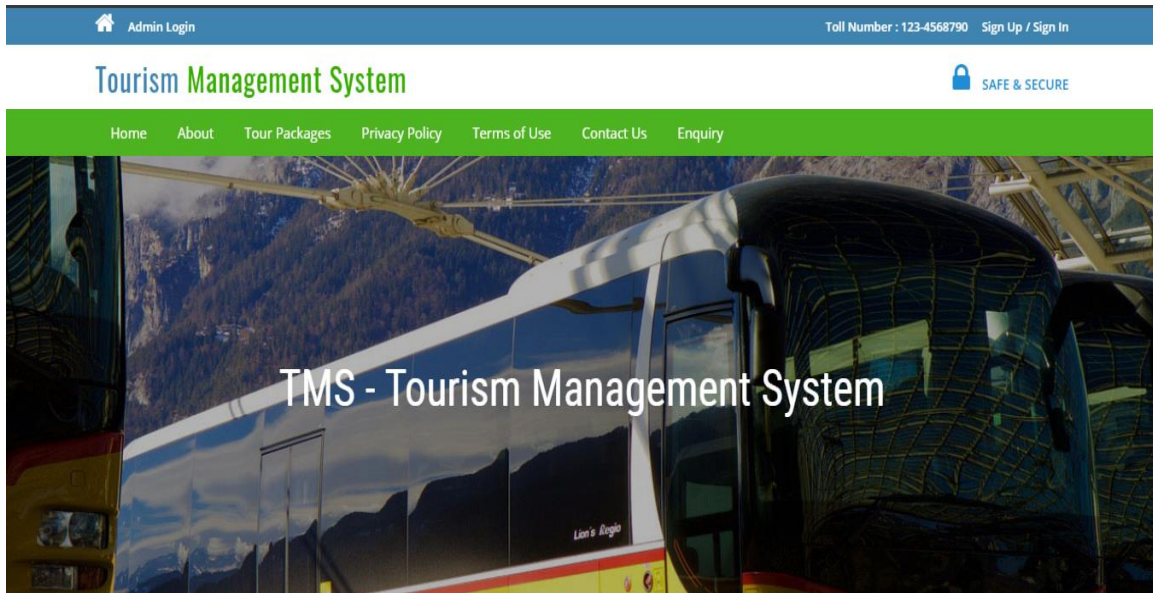 Admin Login Toll Number : 123-4568790 Sign Up / Sign In
Tourism Management System SAFE & SECURE
Home About Tour Packages Privacy Policy Terms of Use Contact Us Enquiry
TMS - Tourism Management System
Lion's Regio